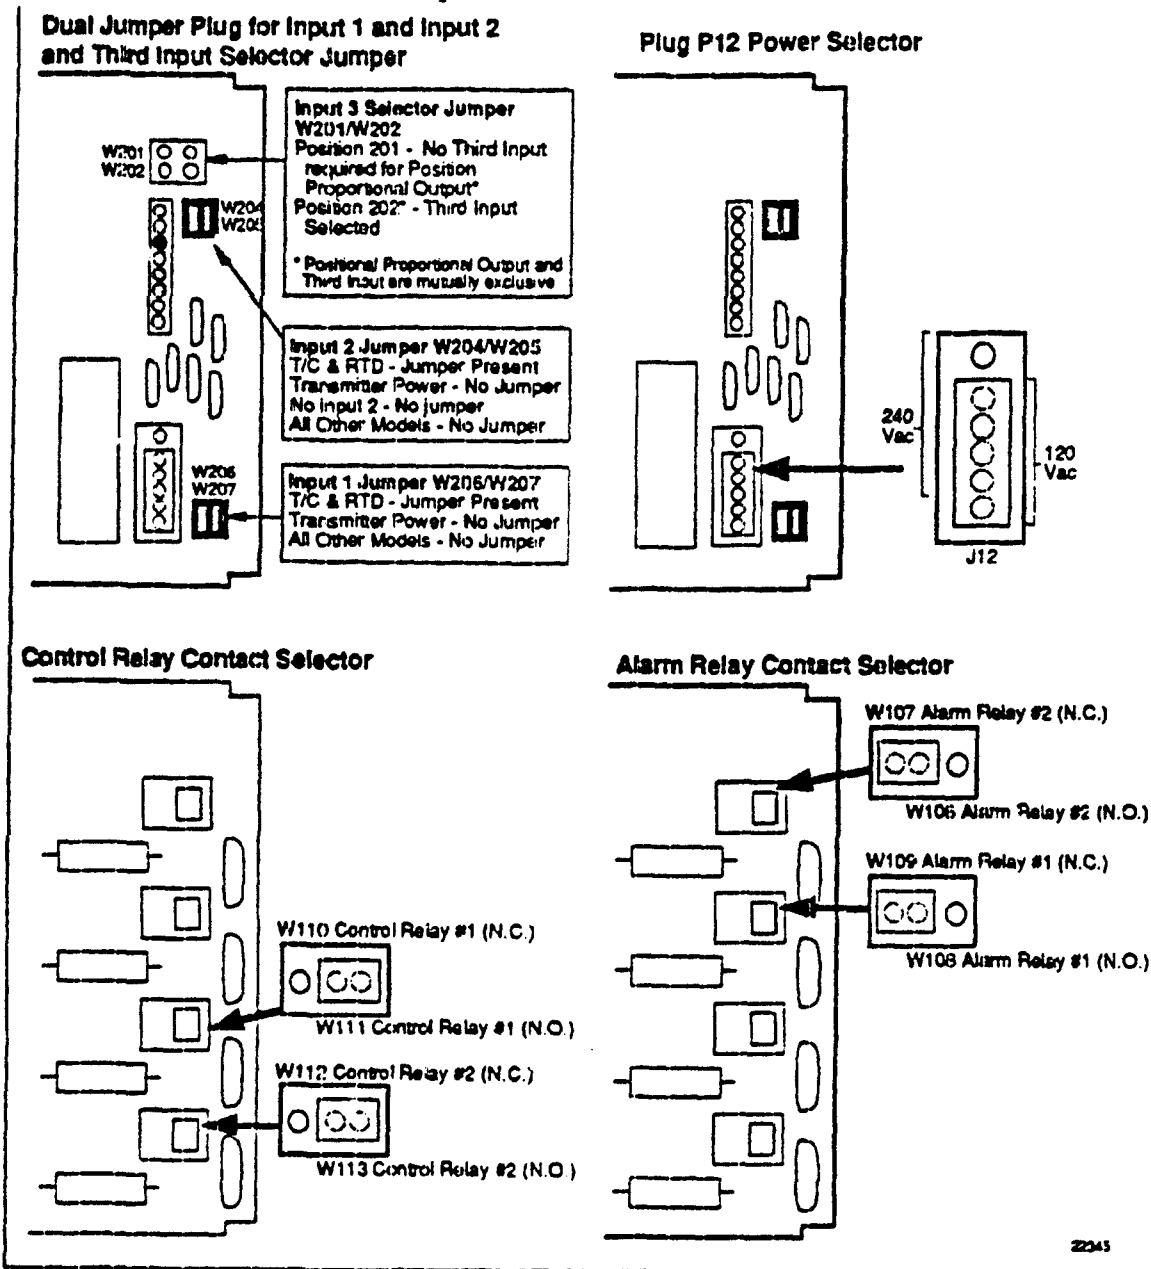 Dual Jumper Plug for Input 1 and Input 2
and Third Input Selector Jumper
W201
W202
Input 3 Selector Jumper
W201/W202
Position 201 - No Third Input
required for Position
Proportional Output*
Position 202* - Third Input
Selected
* Positional Proportional Output and
Third Input are mutually exclusive
W204
W205
Input 2 Jumper W204/W205
T/C & RTD - Jumper Present
Transmitter Power - No Jumper
No Input 2 - No jumper
All Other Models - No Jumper
W206
W207
Input 1 Jumper W206/W207
T/C & RTD - Jumper Present
Transmitter Power - No Jumper
All Other Models - No Jumper
Plug P12 Power Selector
240
Vac
120
Vac
J12
Control Relay Contact Selector
W110 Control Relay #1 (N.C.)
W111 Control Relay #1 (N.O.)
W112 Control Relay #2 (N.C.)
W113 Control Relay #2 (N.O.)
Alarm Relay Contact Selector
W107 Alarm Relay #2 (N.C.)
W106 Alarm Relay #2 (N.O.)
W109 Alarm Relay #1 (N.C.)
W108 Alarm Relay #1 (N.O.)
22345